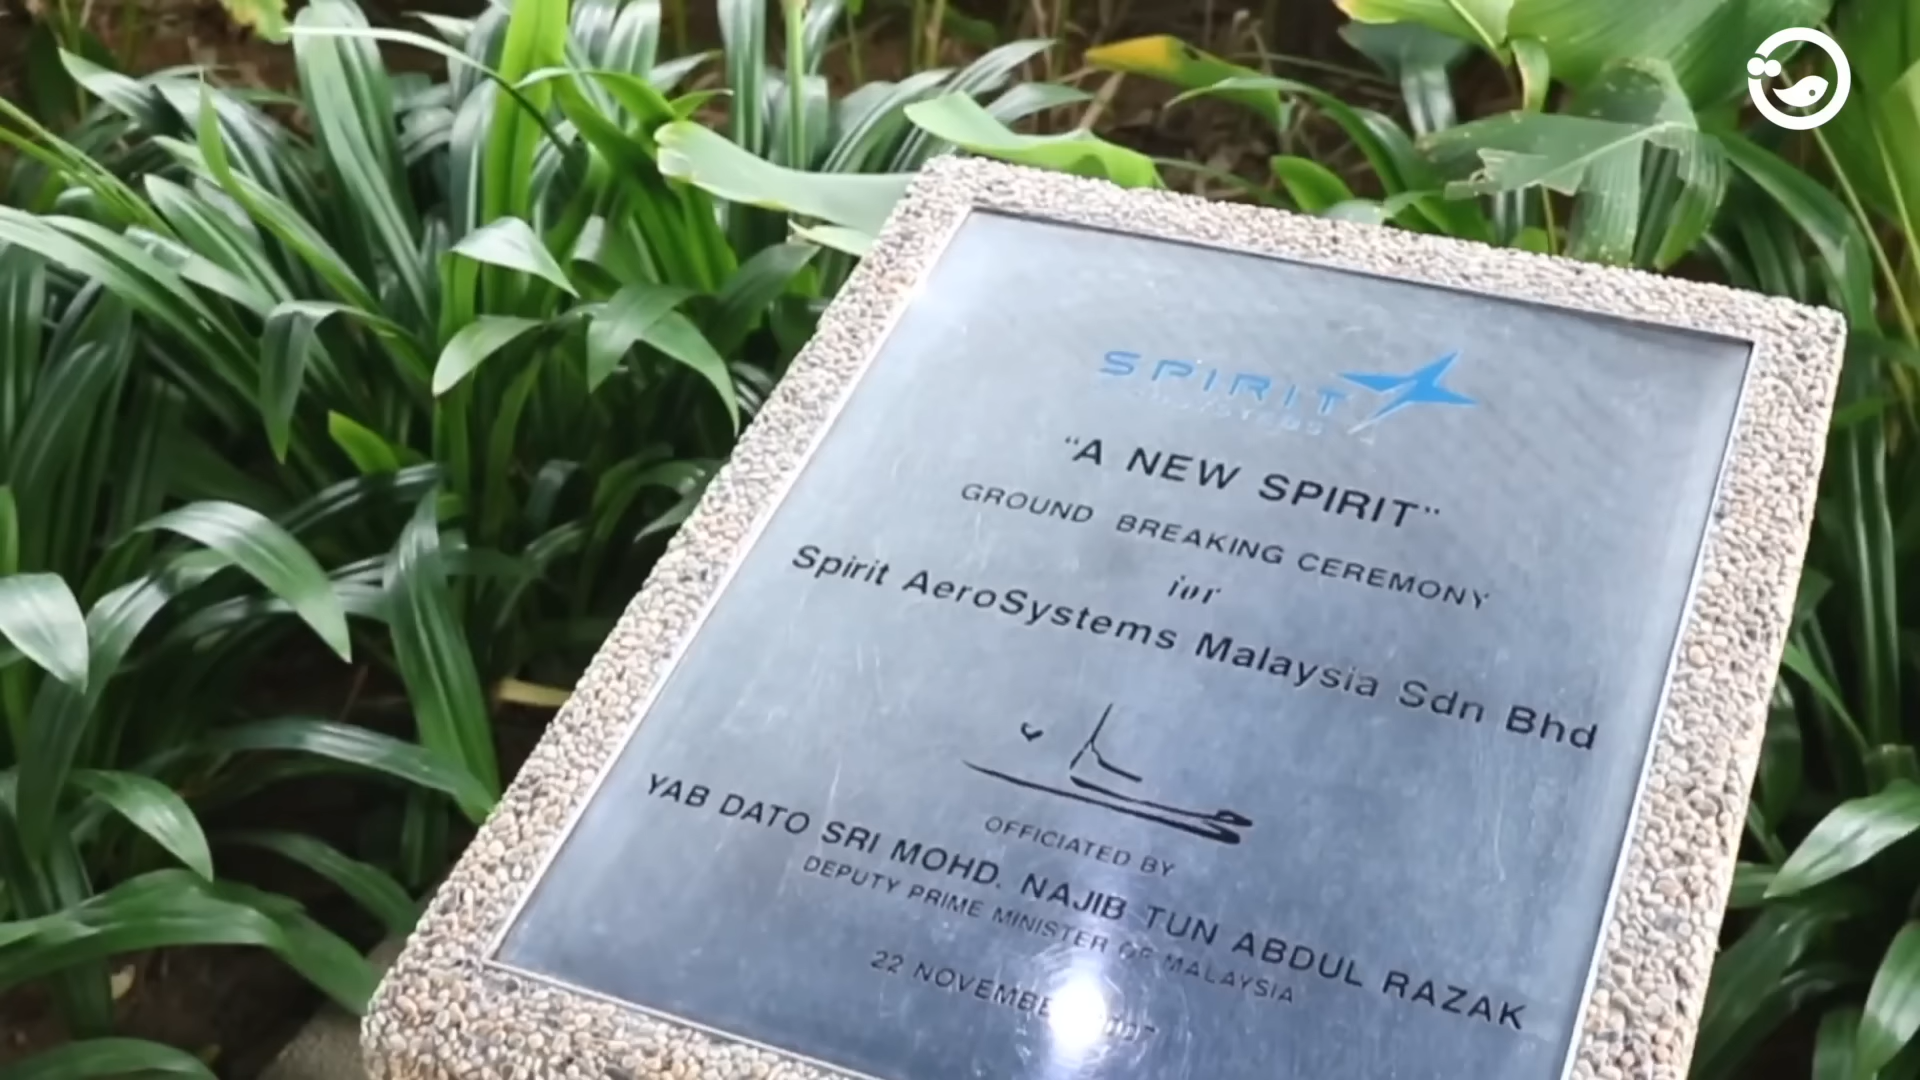 SPIRIT
"A NEW SPIRIT"
GROUND BREAKING CEREMONY
for
Spirit AeroSystems Malaysia Sdn Bhd
OFFICIATED BY
YAB DATO SRI MOHD. NAJIB TUN ABDUL RAZAK
DEPUTY PRIME MINISTER OF MALAYSIA
22 NOVEMBER